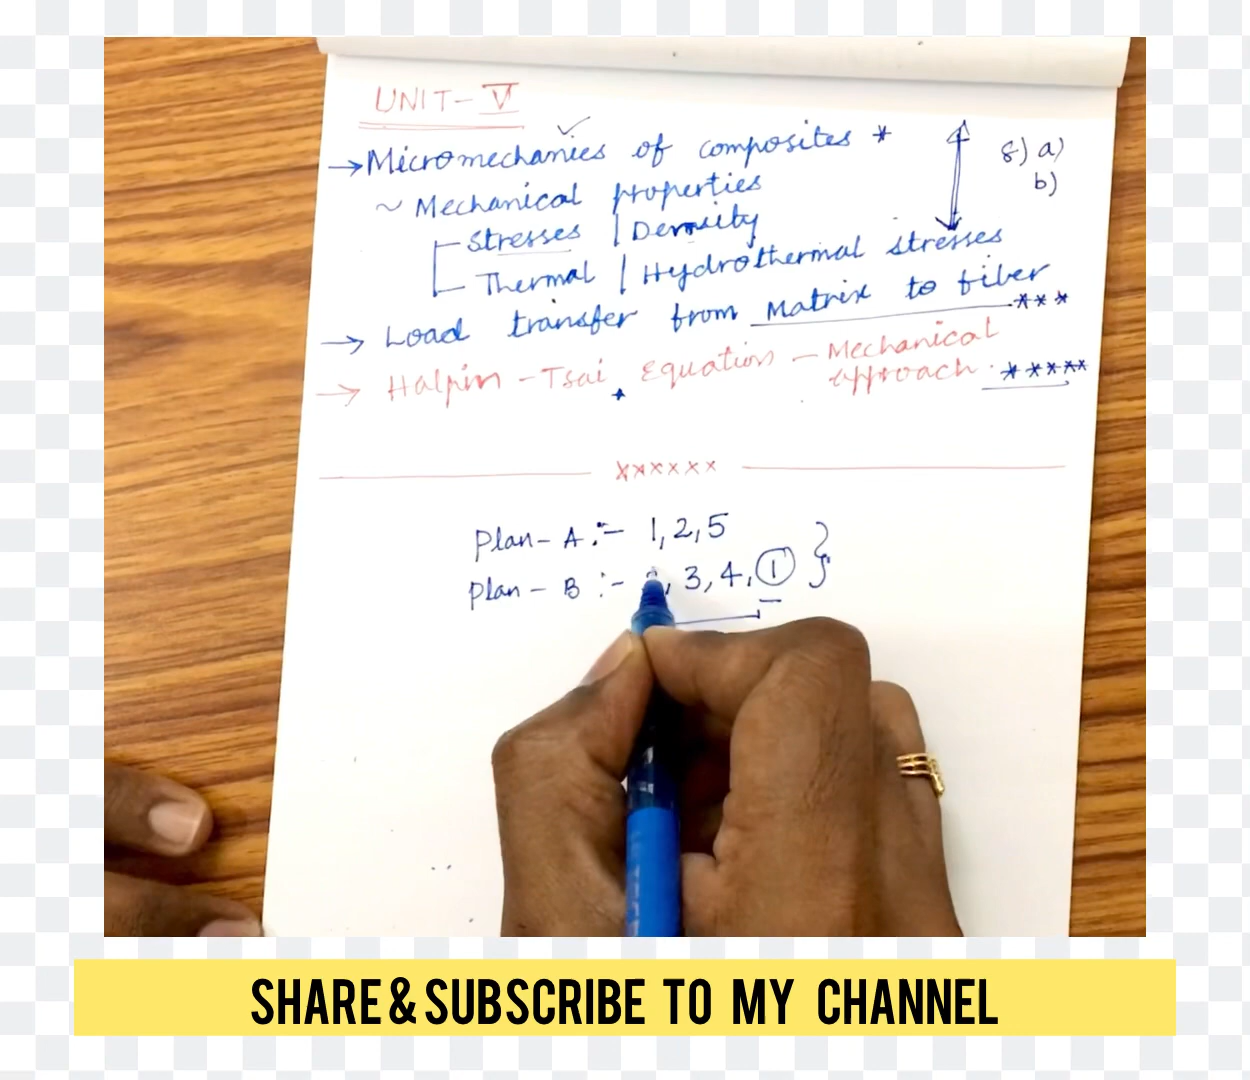 UNIT - V
→ Micromechanics of composites *
~ Mechanical properties
Stresses | Density
Thermal | Hydrothermal stresses
8) a)
b)
→ Load transfer from Matrix to fiber ***
→ Halpin - Tsai Equation - Mechanical approach. *****
xxxxxx
Plan - A :- 1, 2, 5
Plan - B :- , 3, 4, 1
SHARE & SUBSCRIBE TO MY CHANNEL